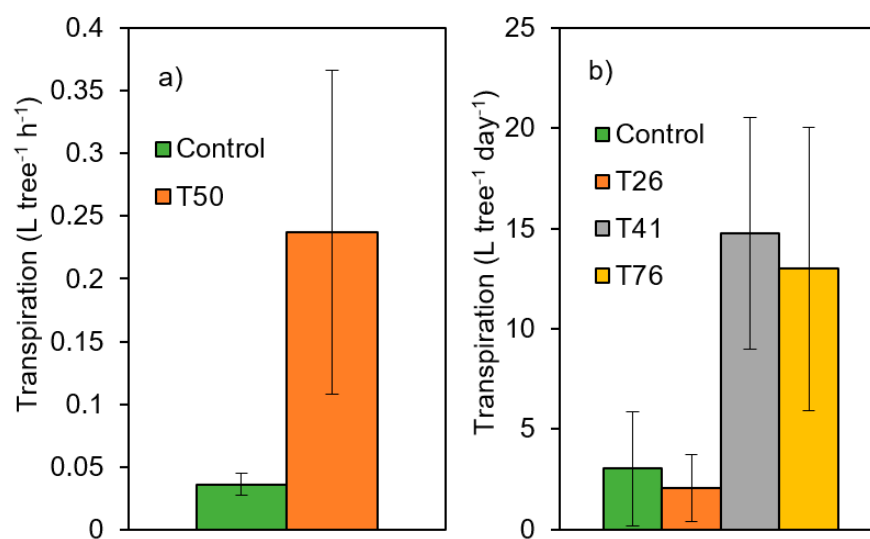 a)
Transpiration (L tree⁻¹ h⁻¹)
0.4
0.35
0.3
0.25
0.2
0.15
0.1
0.05
0
Control
T50
b)
Transpiration (L tree⁻¹ day⁻¹)
25
20
15
10
5
0
Control
T26
T41
T76